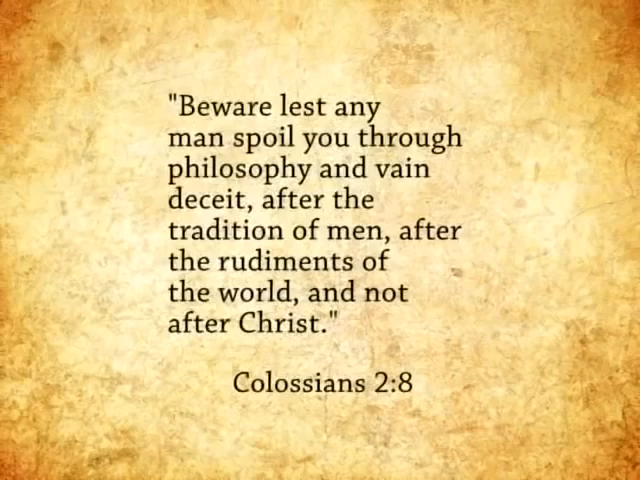 "Beware lest any
man spoil you through
philosophy and vain
deceit, after the
tradition of men, after
the rudiments of
the world, and not
after Christ."
Colossians 2:8